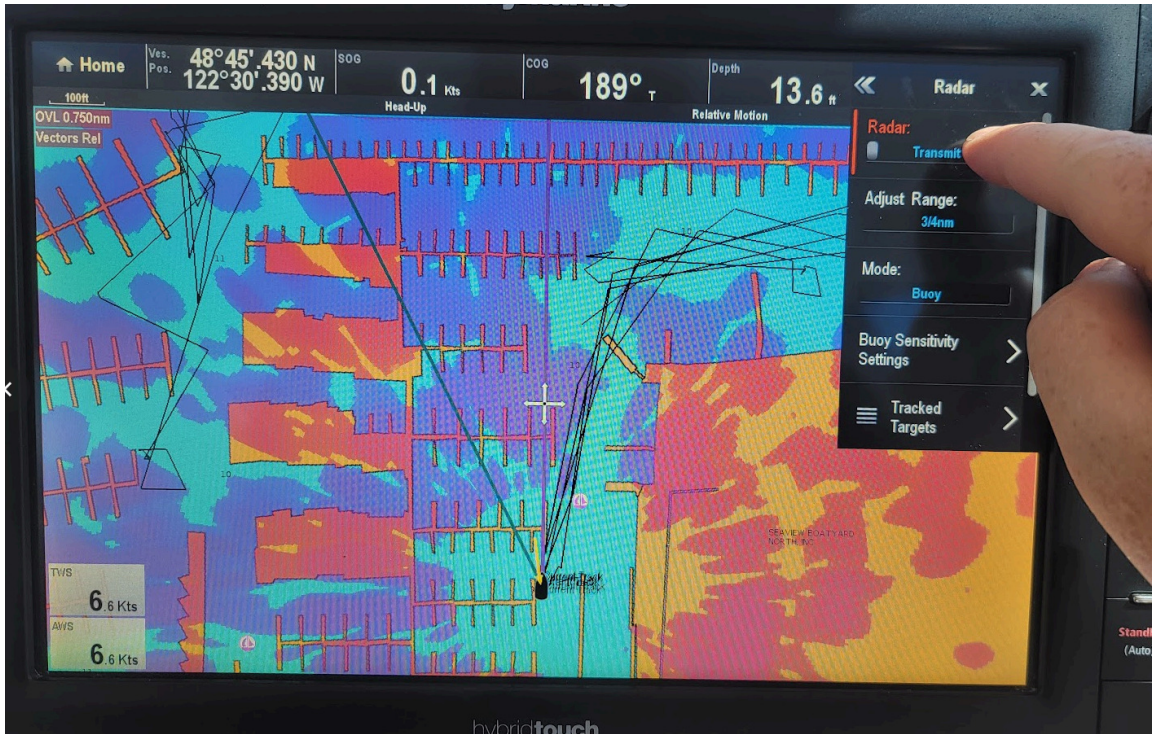 Home
Ves. Pos.
48°45'.430 N
122°30'.390 W
SOG
0.1 Kts
COG
189° T
Depth
13.6 ft
Radar
100ft
Head-Up
Relative Motion
OVL 0.750nm
Vectors Rel
Radar:
Transmit
Adjust Range:
3/4nm
Mode:
Buoy
Buoy Sensitivity
Settings
Tracked
Targets
11
10
SEAVIEW BOATYARD
NORTH INC
TWS
6.6 Kts
AWS
6.6 Kts
(Auto,
hybridtouch